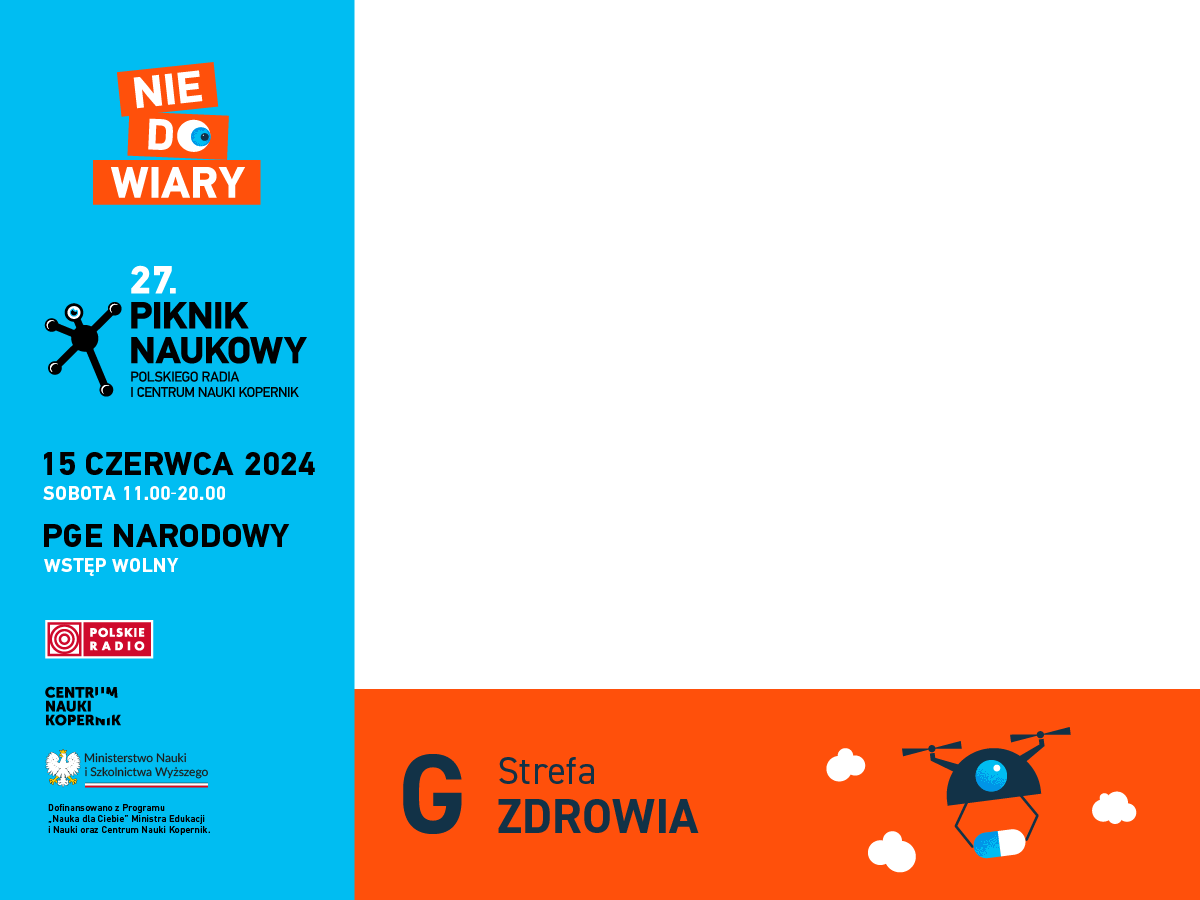 NIE
DO
WIARY
27.
PIKNIK
NAUKOWY
POLSKIEGO RADIA
I CENTRUM NAUKI KOPERNIK
15 CZERWCA 2024
SOBOTA 11.00-20.00
PGE NARODOWY
WSTĘP WOLNY
POLSKIE
RADIO
CENTRUM
NAUKI
KOPERNIK
Ministerstwo Nauki
i Szkolnictwa Wyższego
Dofinansowano z Programu
„Nauka dla Ciebie” Ministra Edukacji
i Nauki oraz Centrum Nauki Kopernik.
G
Strefa
ZDROWIA